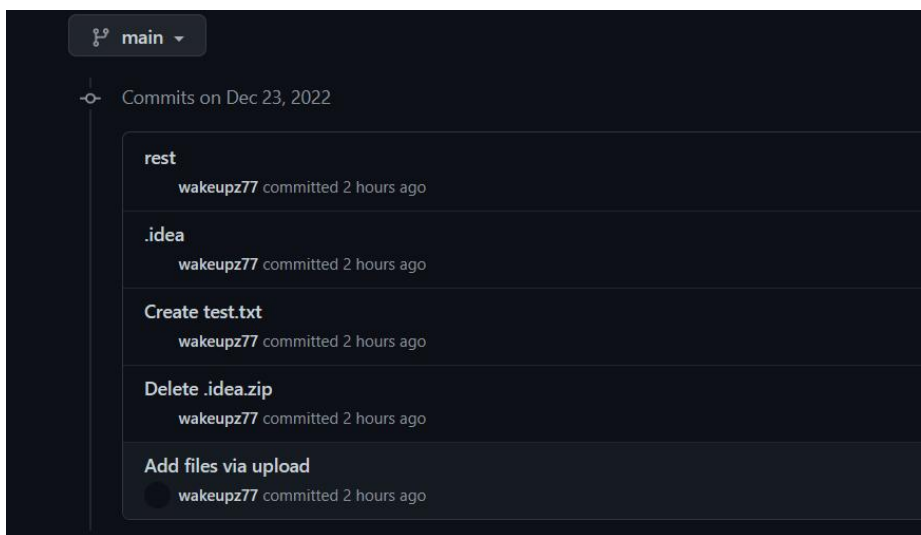 main
Commits on Dec 23, 2022
rest
wakeupz77 committed 2 hours ago
.idea
wakeupz77 committed 2 hours ago
Create test.txt
wakeupz77 committed 2 hours ago
Delete .idea.zip
wakeupz77 committed 2 hours ago
Add files via upload
wakeupz77 committed 2 hours ago